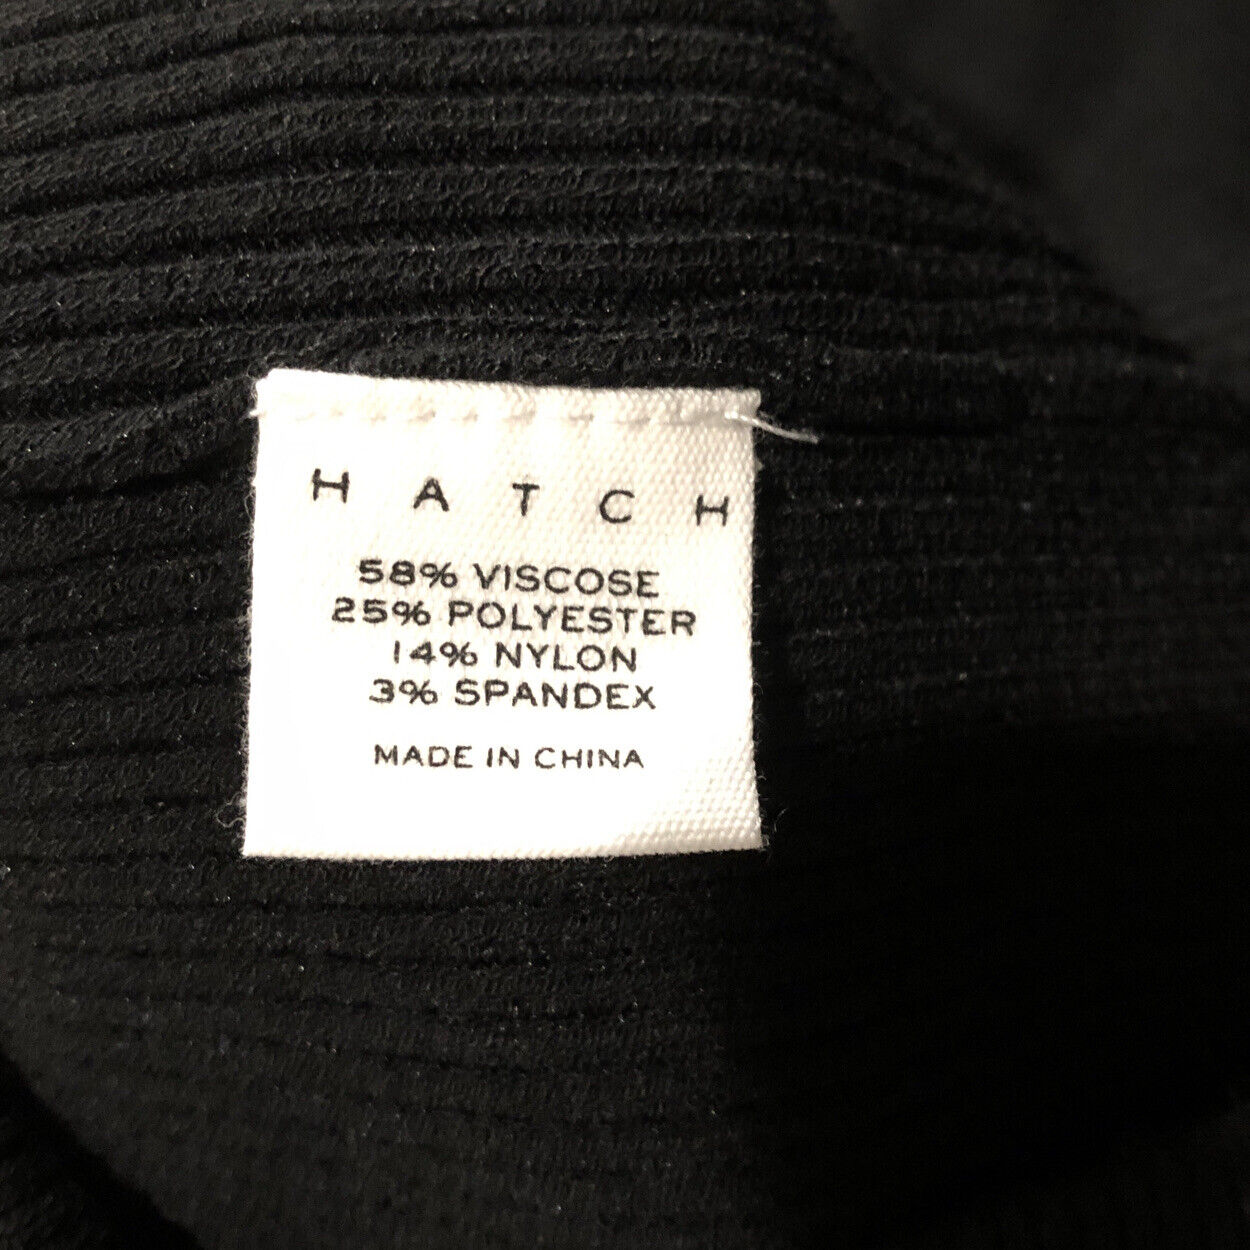 HATCH
58% VISCOSE
25% POLYESTER
14% NYLON
3% SPANDEX
MADE IN CHINA